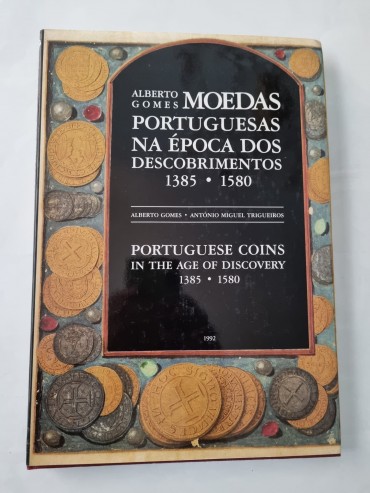 ALBERTO GOMES MOEDAS
PORTUGUESAS
NA ÉPOCA DOS
DESCOBRIMENTOS
1385 • 1580
ALBERTO GOMES • ANTÓNIO MIGUEL TRIGUEIROS
PORTUGUESE COINS
IN THE AGE OF DISCOVERY
1385 • 1580
1992